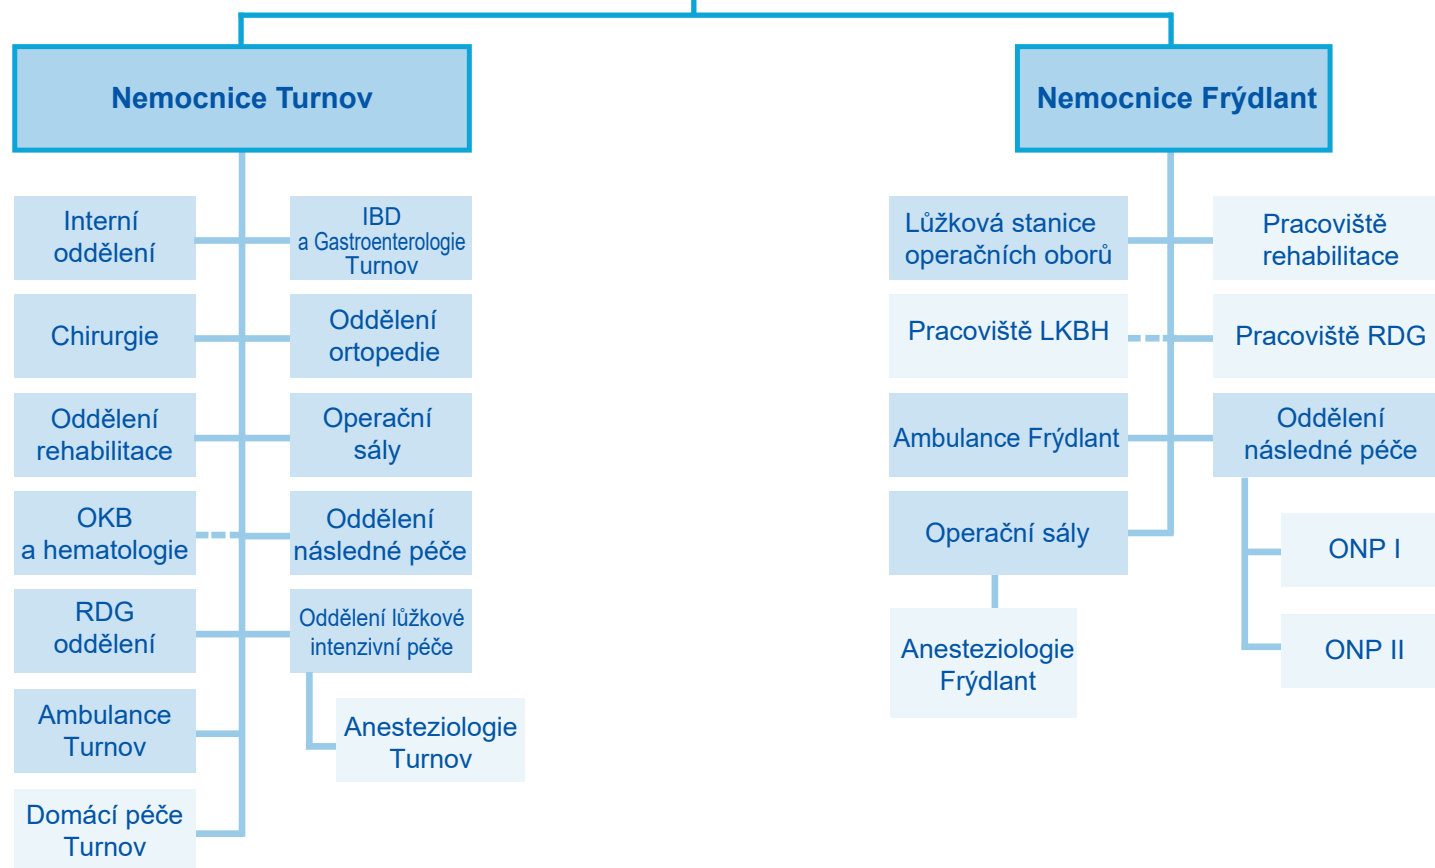 Nemocnice Turnov
Nemocnice Frýdlant
Interní
oddělení
IBD
a Gastroenterologie
Turnov
Chirurgie
Oddělení
ortopedie
Oddělení
rehabilitace
Operační
sály
OKB
a hematologie
Oddělení
následné péče
RDG
oddělení
Oddělení lůžkové
intenzivní péče
Ambulance
Turnov
Anesteziologie
Turnov
Domácí péče
Turnov
Lůžková stanice
operačních oborů
Pracoviště
rehabilitace
Pracoviště LKBH
Pracoviště RDG
Ambulance Frýdlant
Oddělení
následné péče
Operační sály
ONP I
Anesteziologie
Frýdlant
ONP II